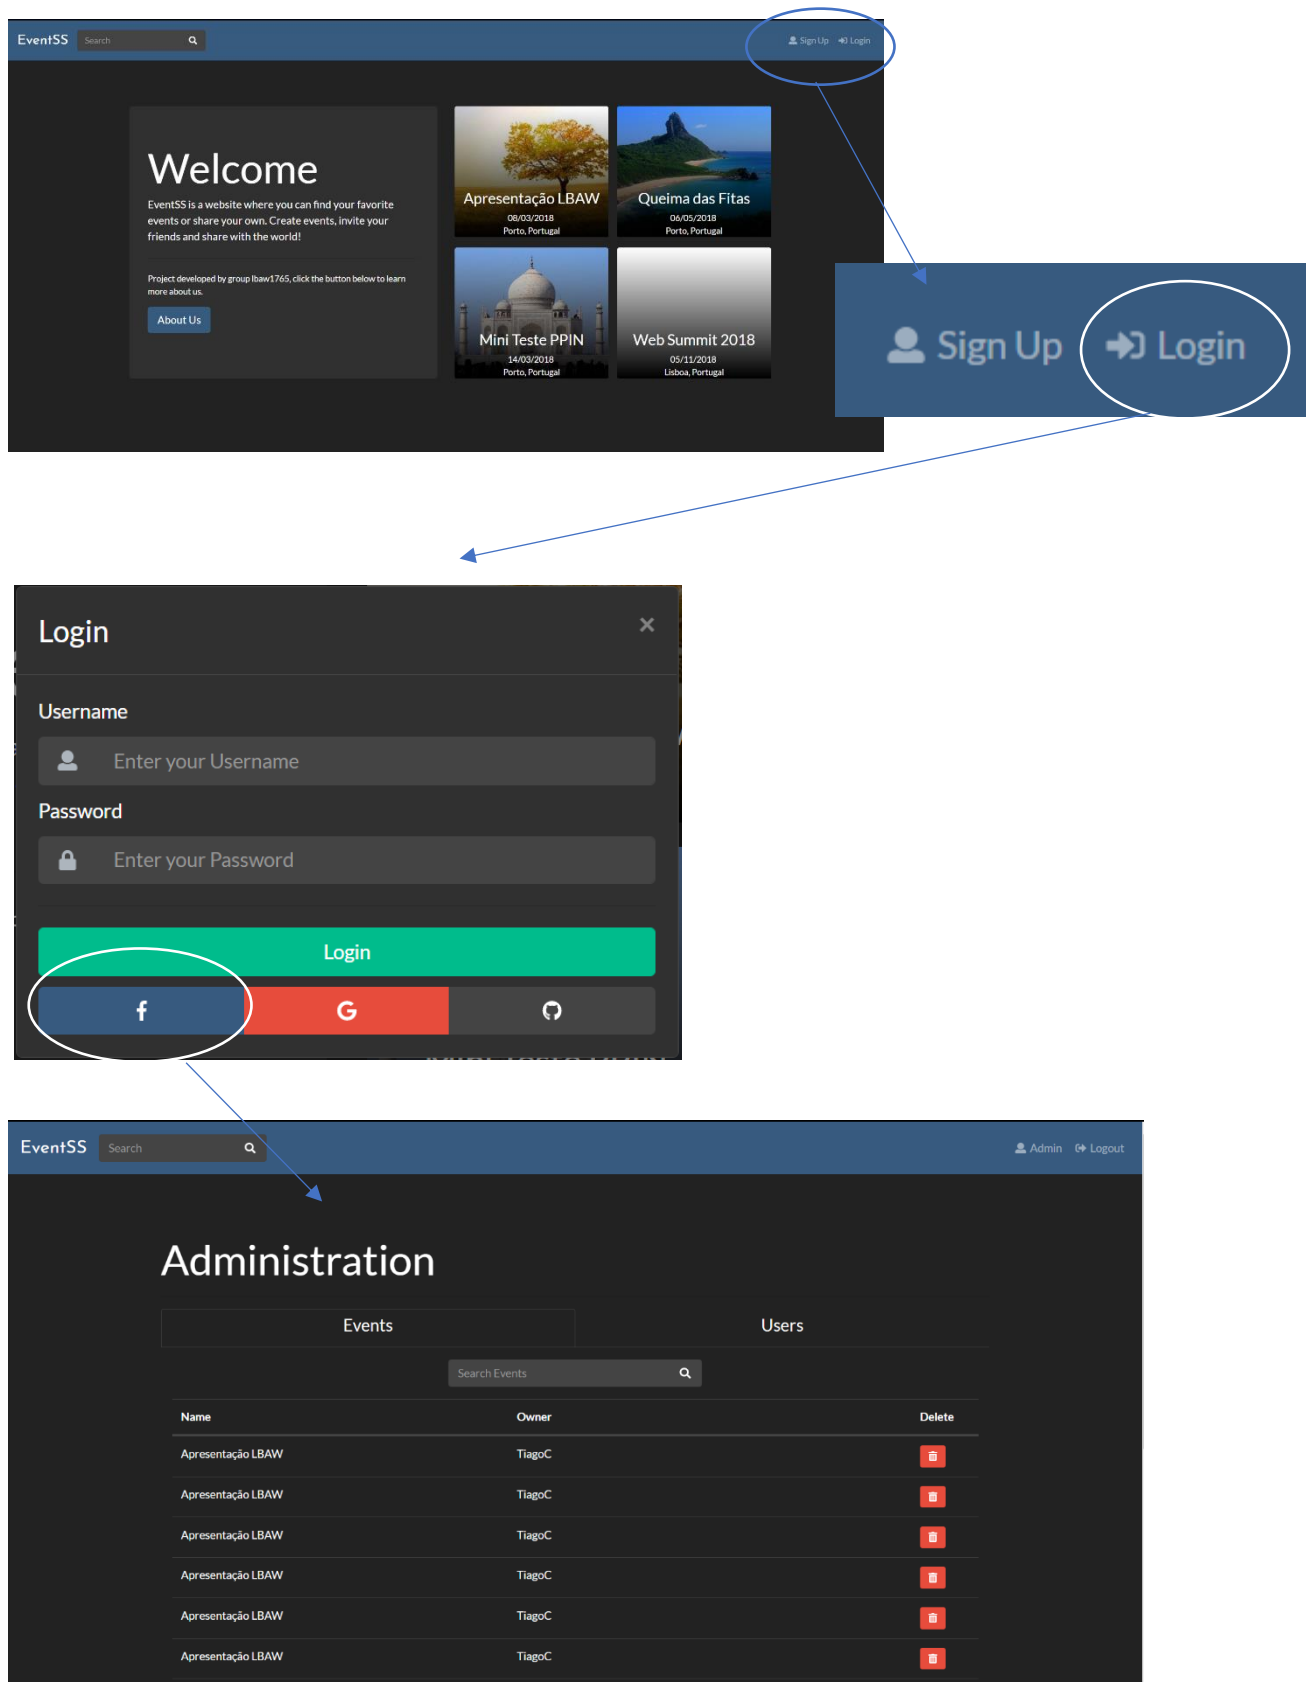 EventSS Search Sign Up Login
Welcome
EventSS is a website where you can find your favorite
events or share your own. Create events, invite your
friends and share with the world!
Project developed by group lbaw1765, click the button below to learn
more about us.
About Us
Apresentação LBAW
08/03/2018
Porto, Portugal
Queima das Fitas
06/05/2018
Porto, Portugal
Mini Teste PPIN
14/03/2018
Porto, Portugal
Web Summit 2018
05/11/2018
Lisboa, Portugal
Sign Up Login
Login ×
Username
Enter your Username
Password
Enter your Password
Login
f G
EventSS Search Admin Logout
Administration
Events Users
Search Events
Name Owner Delete
Apresentação LBAW TiagoC
Apresentação LBAW TiagoC
Apresentação LBAW TiagoC
Apresentação LBAW TiagoC
Apresentação LBAW TiagoC
Apresentação LBAW TiagoC